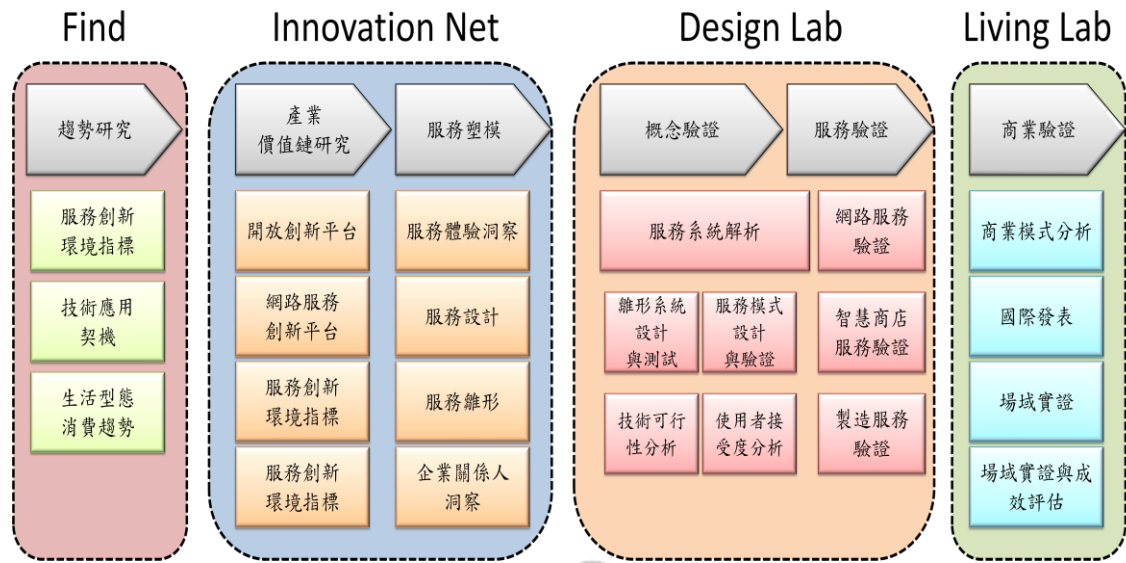 Find
Innovation Net
Design Lab
Living Lab
趨勢研究
產業
價值鏈研究
服務塑模
概念驗證
服務驗證
商業驗證
服務創新
環境指標
技術應用
契機
生活型態
消費趨勢
開放創新平台
網路服務
創新平台
服務創新
環境指標
服務創新
環境指標
服務體驗洞察
服務設計
服務雛形
企業關係人
洞察
服務系統解析
雛形系統
設計
與測試
服務模式
設計
與驗證
技術可行
性分析
使用者接
受度分析
網路服務
驗證
智慧商店
服務驗證
製造服務
驗證
商業模式分析
國際發表
場域實證
場域實證與成
效評估